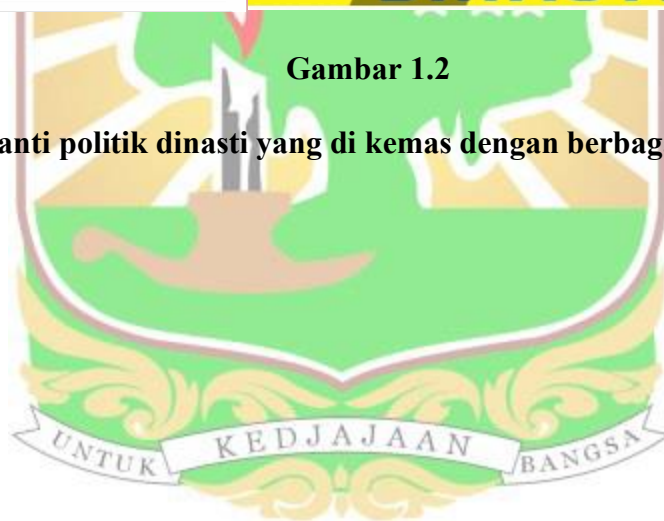 Gambar 1.2
anti politik dinasti yang di kemas dengan berbag
UNTUK KEDJAJAAN BANGSA